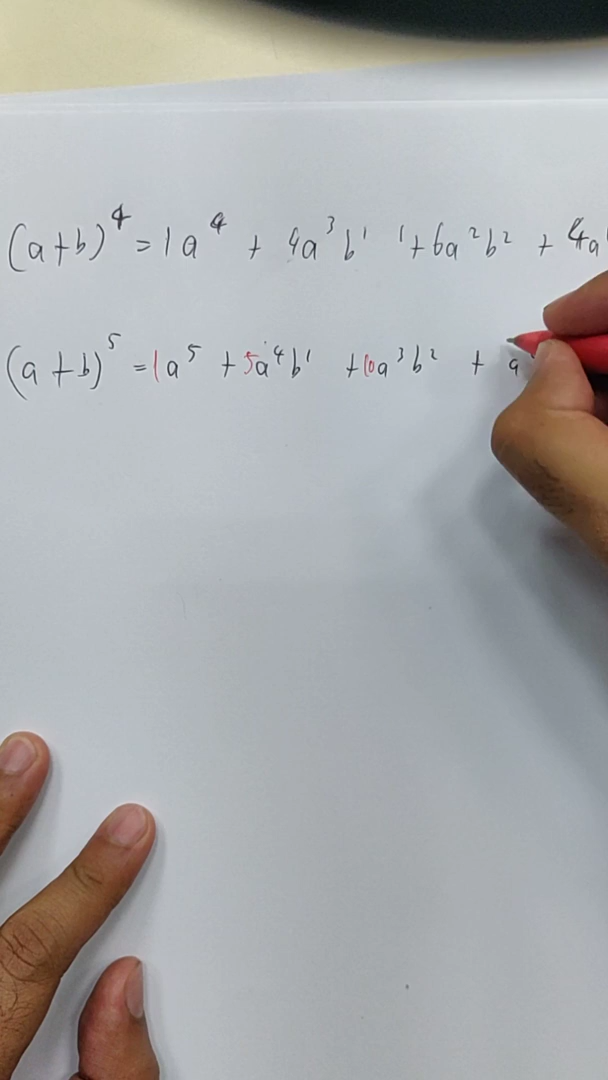 (a+b)⁴ = 1a⁴ + 4a³b¹ + 6a²b² + 4a
(a+b)⁵ = 1a⁵ + 5a⁴b¹ + 10a³b² + a